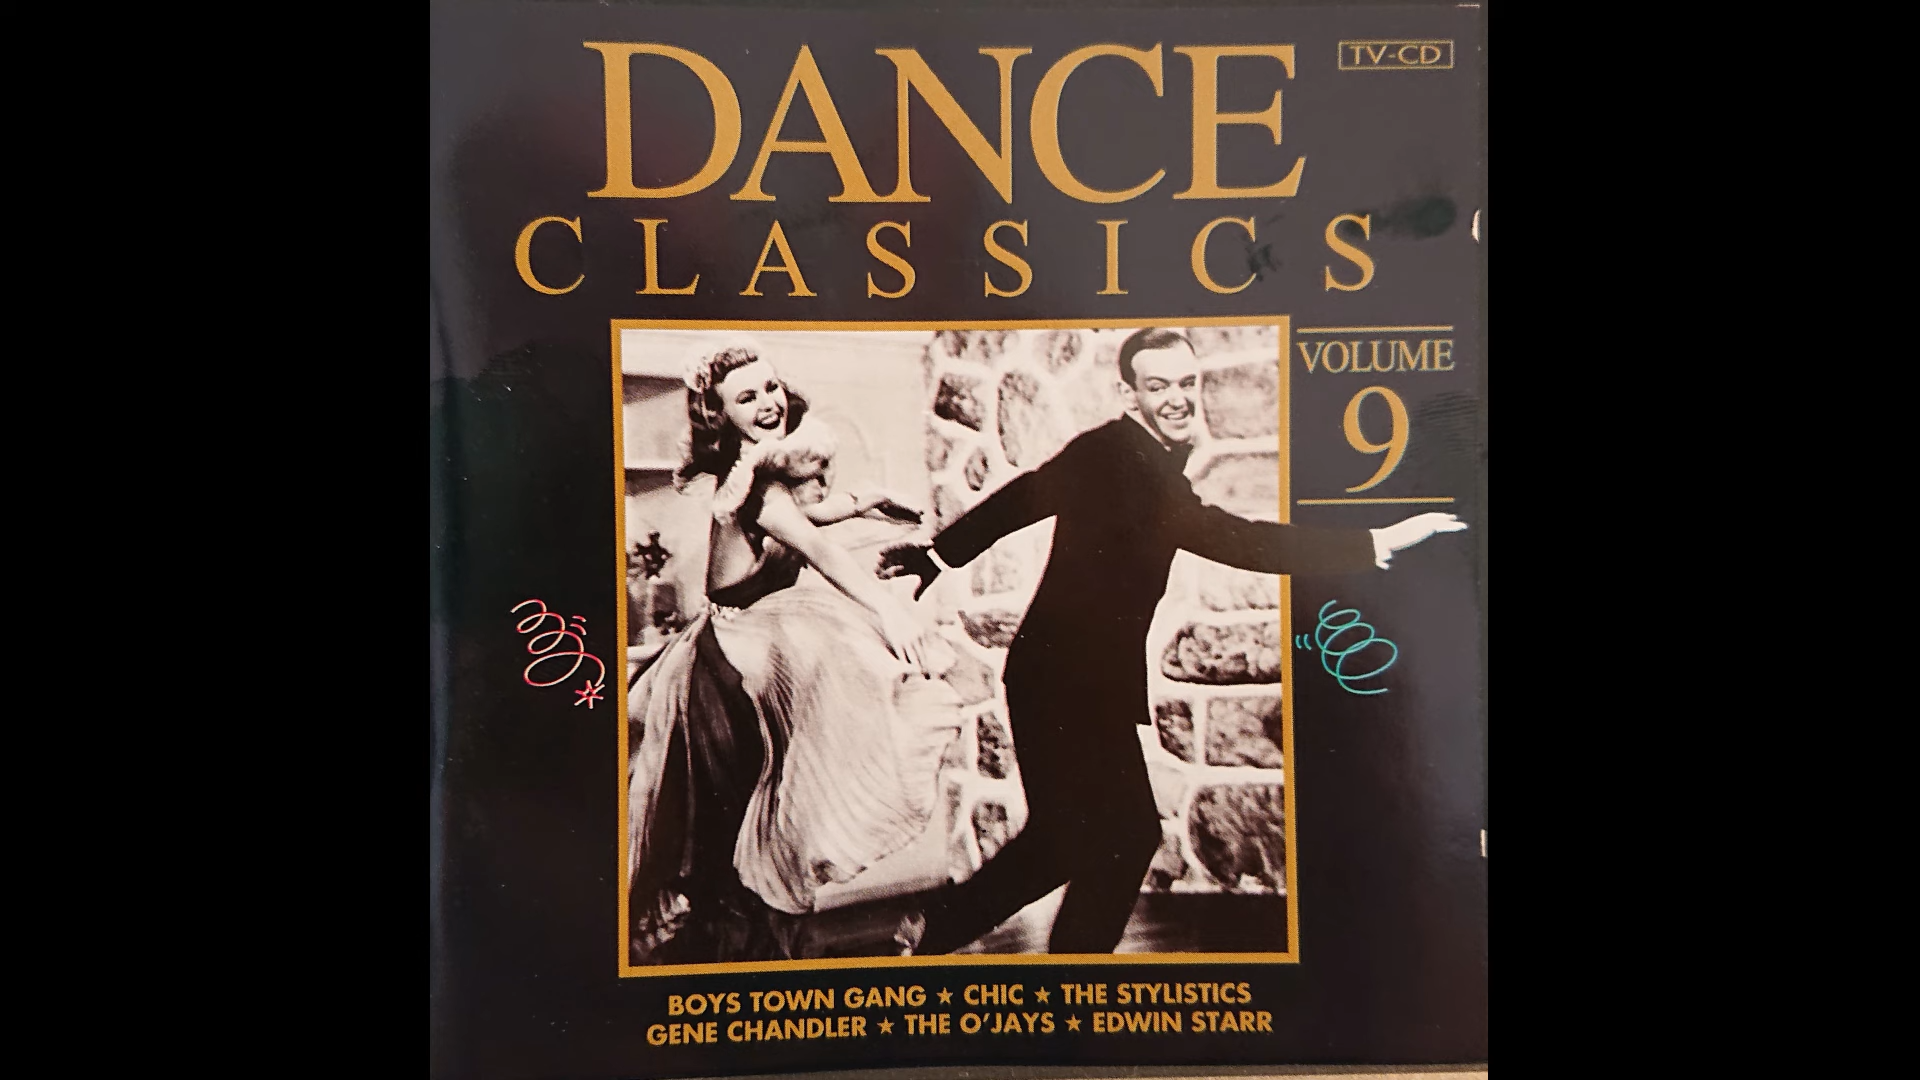 DANCE
TV-CD
CLASSICS
VOLUME
9
BOYS TOWN GANG ★ CHIC ★ THE STYLISTICS
GENE CHANDLER ★ THE O'JAYS ★ EDWIN STARR